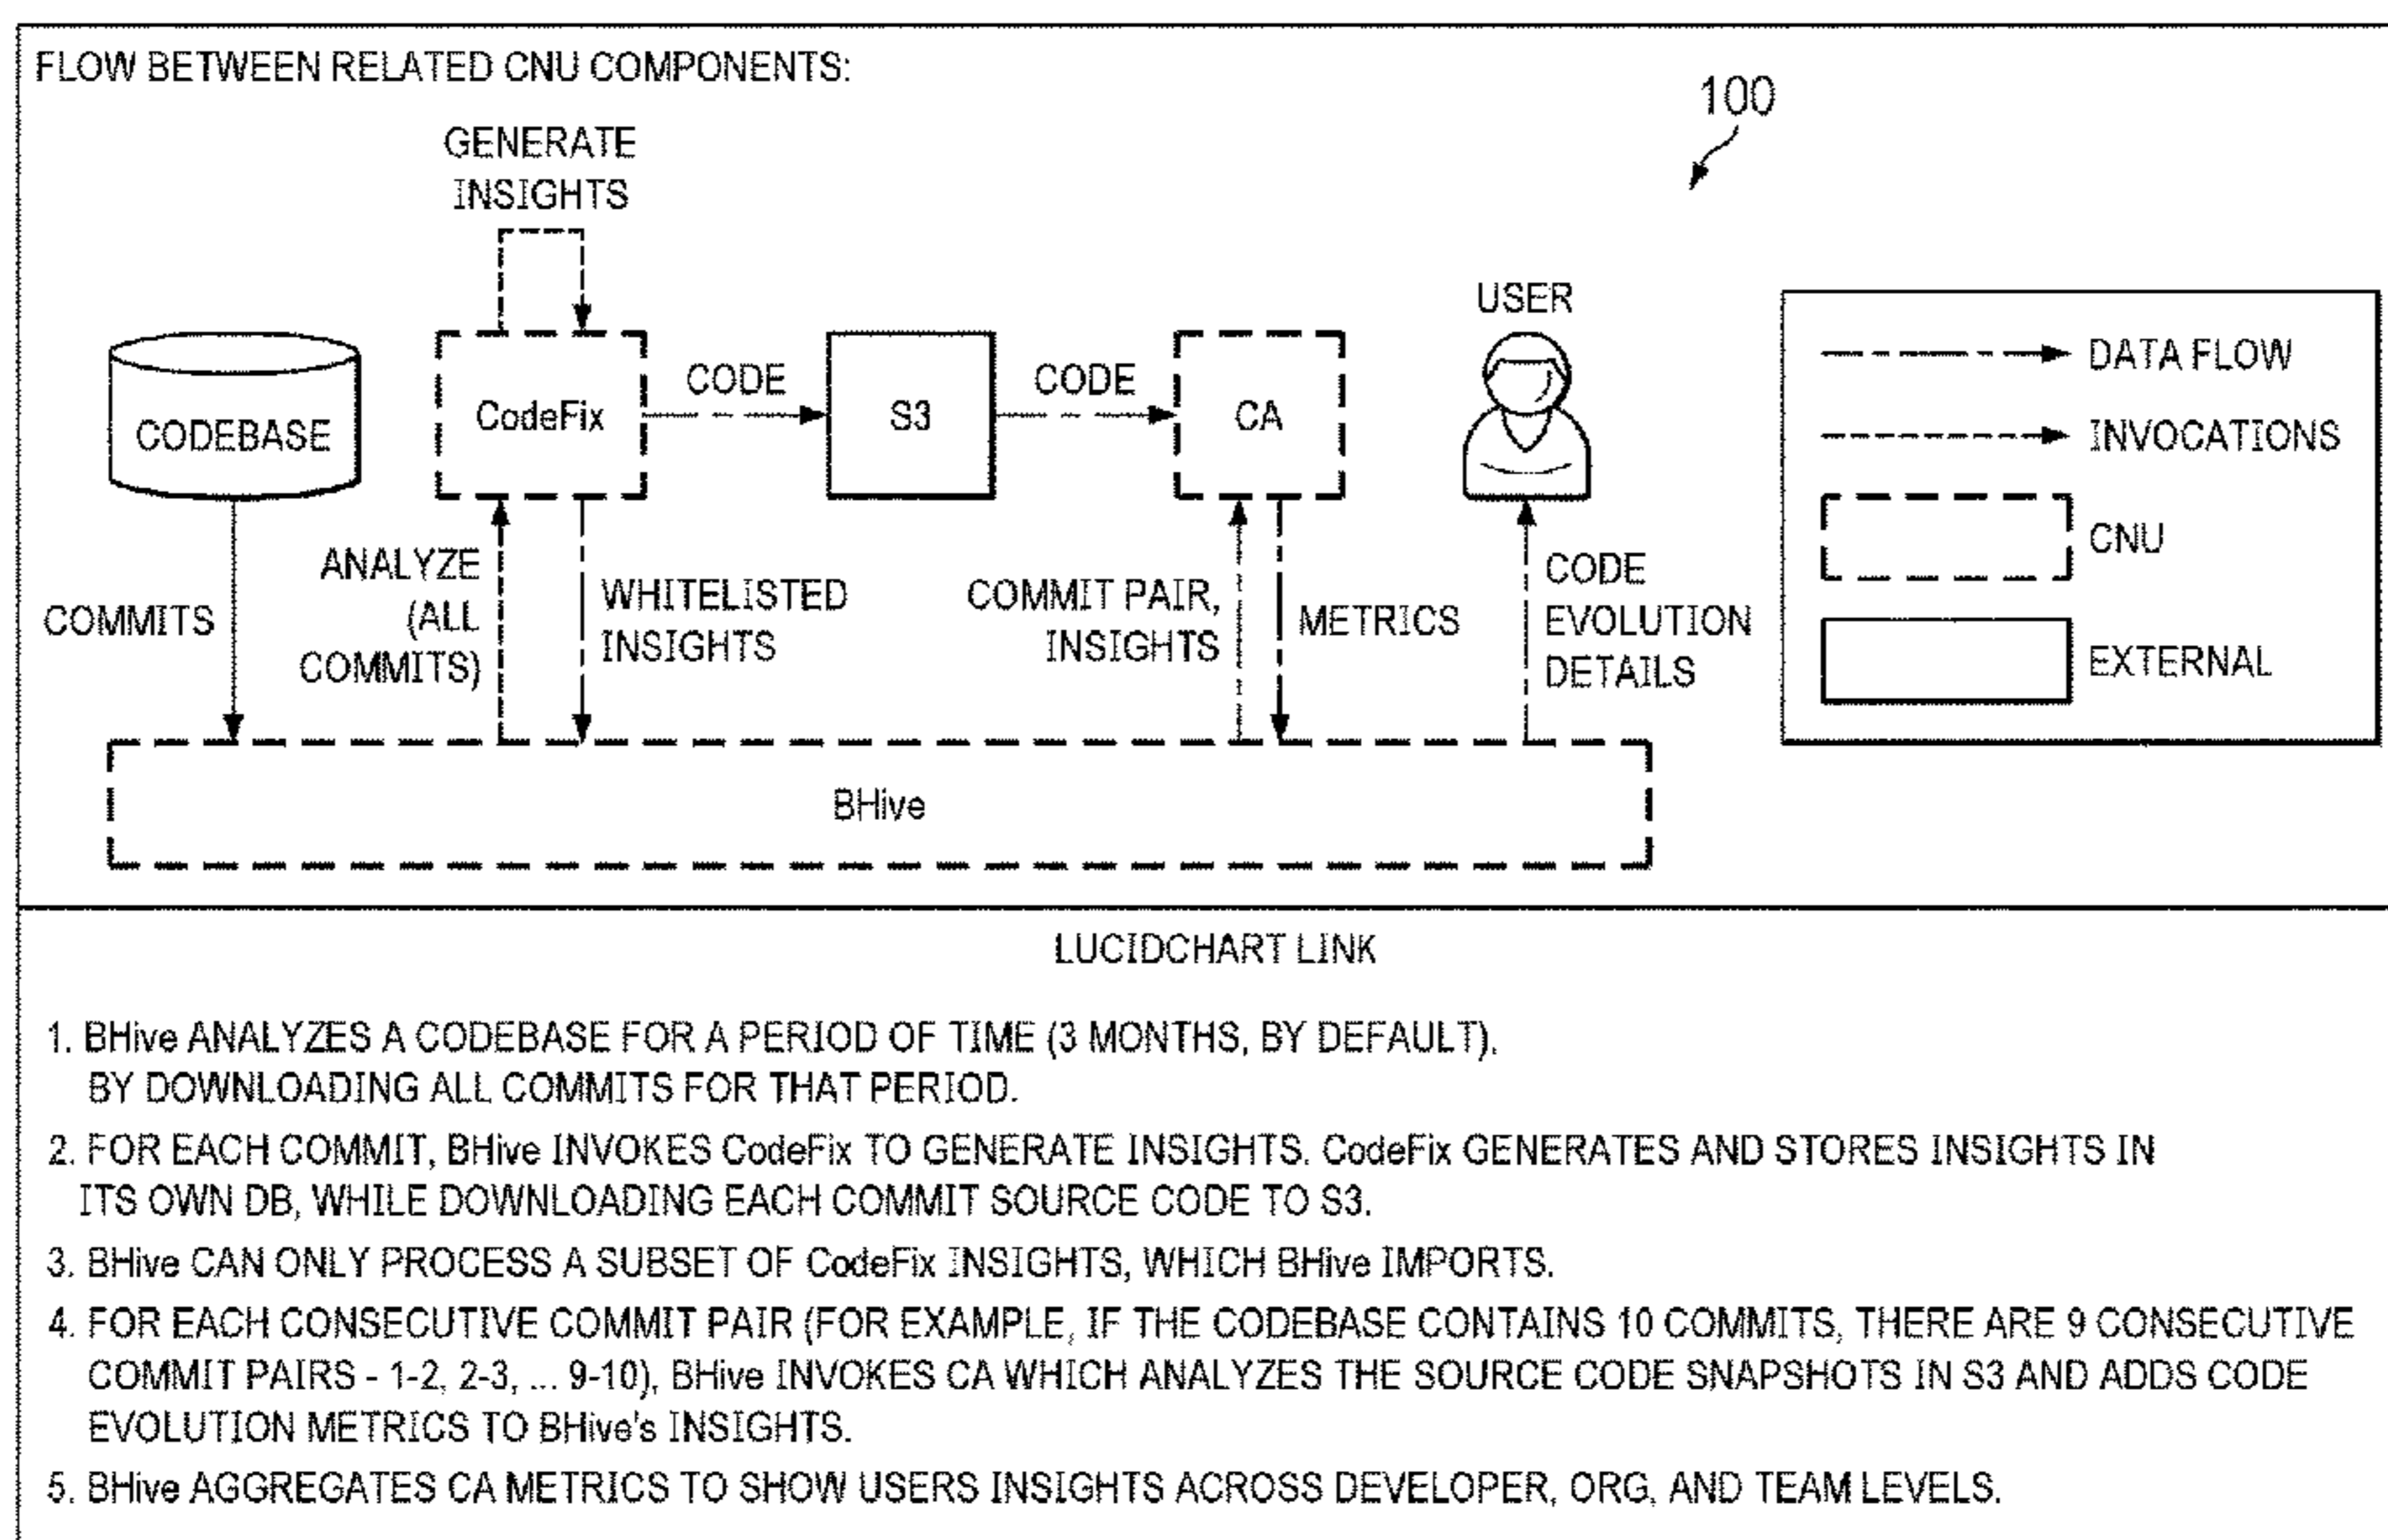 FLOW BETWEEN RELATED CNU COMPONENTS:
100
GENERATE
INSIGHTS
USER
CODEBASE
CodeFix
CODE
S3
CODE
CA
DATA FLOW
INVOCATIONS
CNU
EXTERNAL
COMMITS
ANALYZE
(ALL
COMMITS)
WHITELISTED
INSIGHTS
COMMIT PAIR,
INSIGHTS
METRICS
CODE
EVOLUTION
DETAILS
BHive
LUCIDCHART LINK
1. BHive ANALYZES A CODEBASE FOR A PERIOD OF TIME (3 MONTHS, BY DEFAULT).
BY DOWNLOADING ALL COMMITS FOR THAT PERIOD.
2. FOR EACH COMMIT, BHive INVOKES CodeFix TO GENERATE INSIGHTS. CodeFix GENERATES AND STORES INSIGHTS IN
ITS OWN DB, WHILE DOWNLOADING EACH COMMIT SOURCE CODE TO S3.
3. BHive CAN ONLY PROCESS A SUBSET OF CodeFix INSIGHTS, WHICH BHive IMPORTS.
4. FOR EACH CONSECUTIVE COMMIT PAIR (FOR EXAMPLE, IF THE CODEBASE CONTAINS 10 COMMITS, THERE ARE 9 CONSECUTIVE
COMMIT PAIRS - 1-2, 2-3, ... 9-10), BHive INVOKES CA WHICH ANALYZES THE SOURCE CODE SNAPSHOTS IN S3 AND ADDS CODE
EVOLUTION METRICS TO BHive's INSIGHTS.
5. BHive AGGREGATES CA METRICS TO SHOW USERS INSIGHTS ACROSS DEVELOPER, ORG, AND TEAM LEVELS.